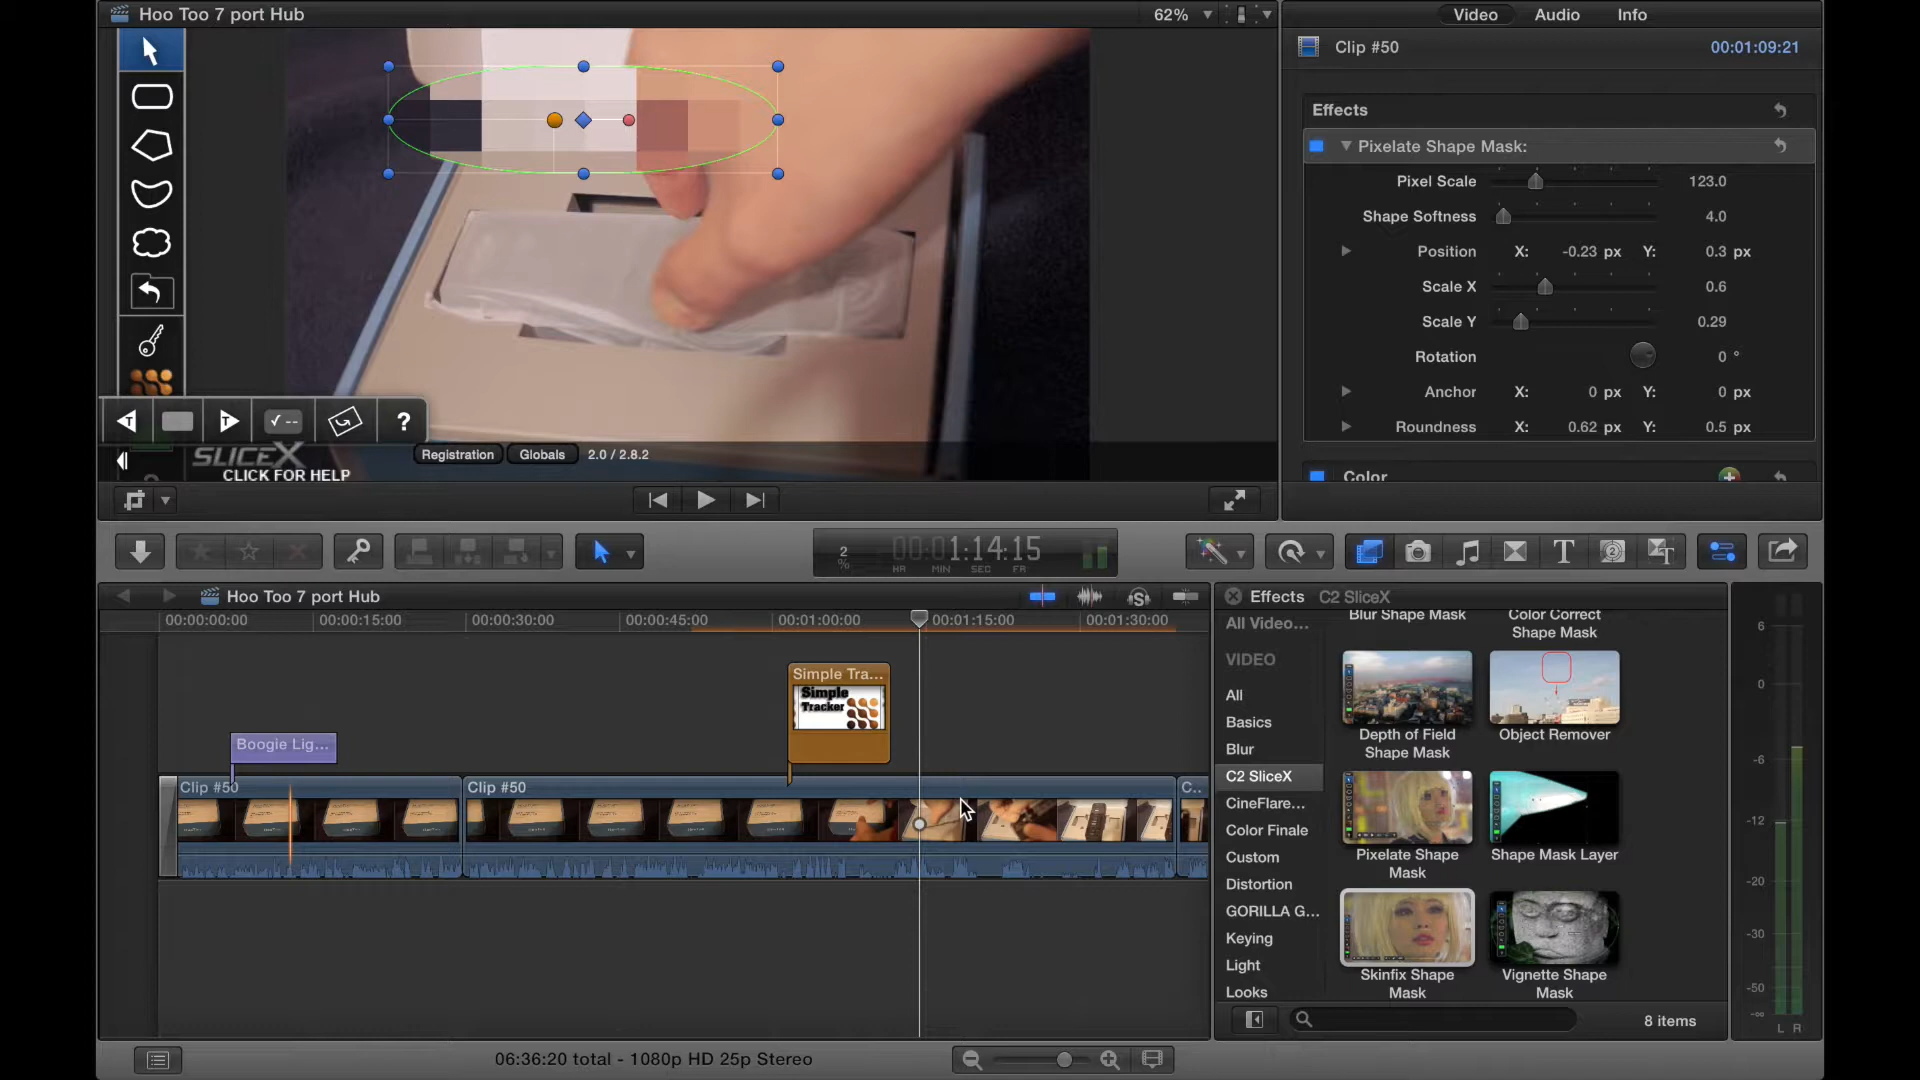 Hoo Too 7 port Hub
62%
SLICEX
CLICK FOR HELP
Registration
Globals
2.0 / 2.8.2
T
T
✓ --
?
Video
Audio
Info
Clip #50
00:01:09:21
Effects
Pixelate Shape Mask:
Pixel Scale 123.0
Shape Softness 4.0
Position X: -0.23 px Y: 0.3 px
Scale X 0.6
Scale Y 0.29
Rotation 0 °
Anchor X: 0 px Y: 0 px
Roundness X: 0.62 px Y: 0.5 px
Color
2
%
00:01:14:15
HR MIN SEC FR
T
2
T
Hoo Too 7 port Hub
S
00:00:00:00
00:00:15:00
00:00:30:00
00:00:45:00
00:01:00:00
00:01:15:00
00:01:30:00
Simple Tra...
Simple
Tracker
Boogie Lig...
Clip #50
Clip #50
C..
06:36:20 total - 1080p HD 25p Stereo
Effects C2 SliceX
All Video...
VIDEO
All
Basics
Blur
C2 SliceX
CineFlare...
Color Finale
Custom
Distortion
GORILLA G...
Keying
Light
Looks
Blur Shape Mask
Color Correct
Shape Mask
Depth of Field
Shape Mask
Object Remover
Pixelate Shape
Mask
Shape Mask Layer
Skinfix Shape
Mask
Vignette Shape
Mask
8 items
6
0
-6
-12
-20
-30
-50
-∞
L R